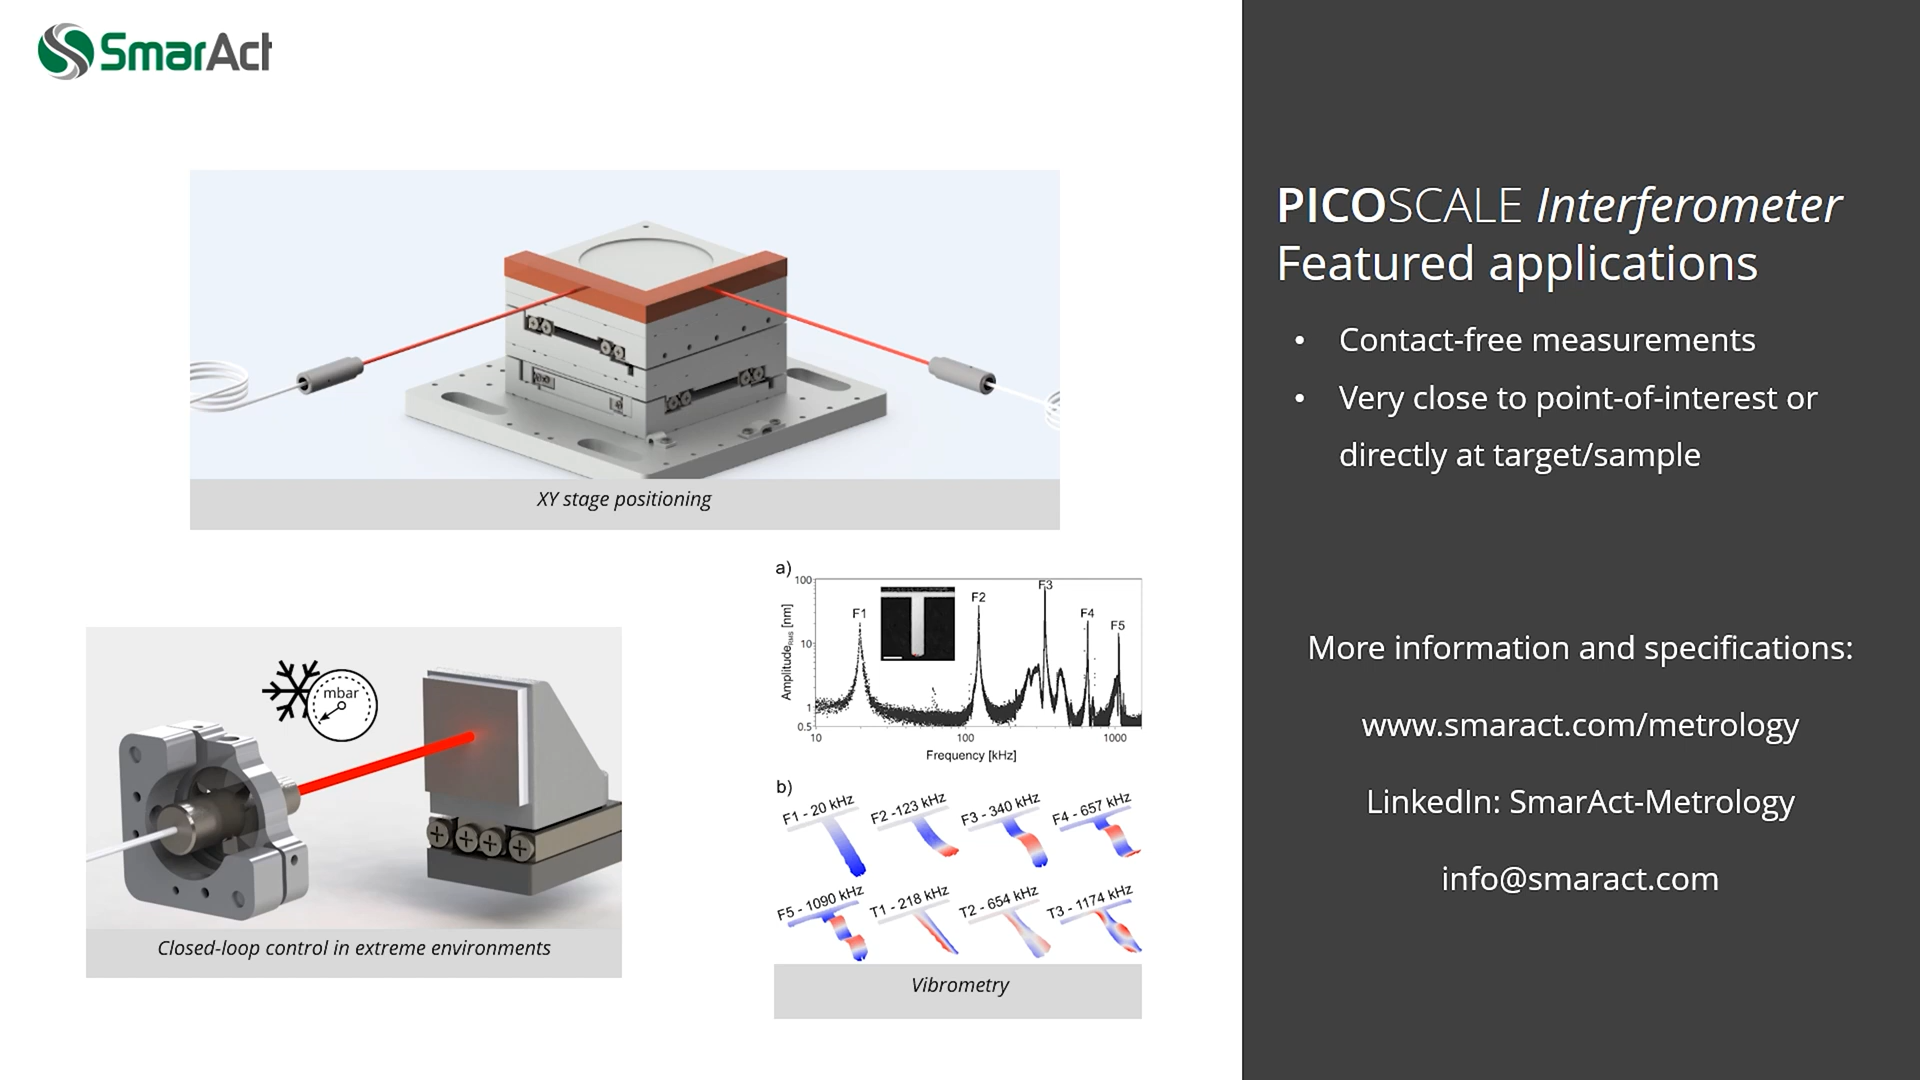 SmarAct
PICOSCALE Interferometer
Featured applications
• Contact-free measurements
• Very close to point-of-interest or
directly at target/sample
More information and specifications:
www.smaract.com/metrology
LinkedIn: SmarAct-Metrology
info@smaract.com
XY stage positioning
mbar
Closed-loop control in extreme environments
a)
100
10
1
0.5
AmplitudeRMS [nm]
F1
F2
F3
F4
F5
10
100
1000
Frequency [kHz]
b)
F1 - 20 kHz
F2 -123 kHz
F3 - 340 kHz
F4 - 657 kHz
F5 - 1090 kHz
T1 - 218 kHz
T2 - 654 kHz
T3 - 1174 kHz
Vibrometry